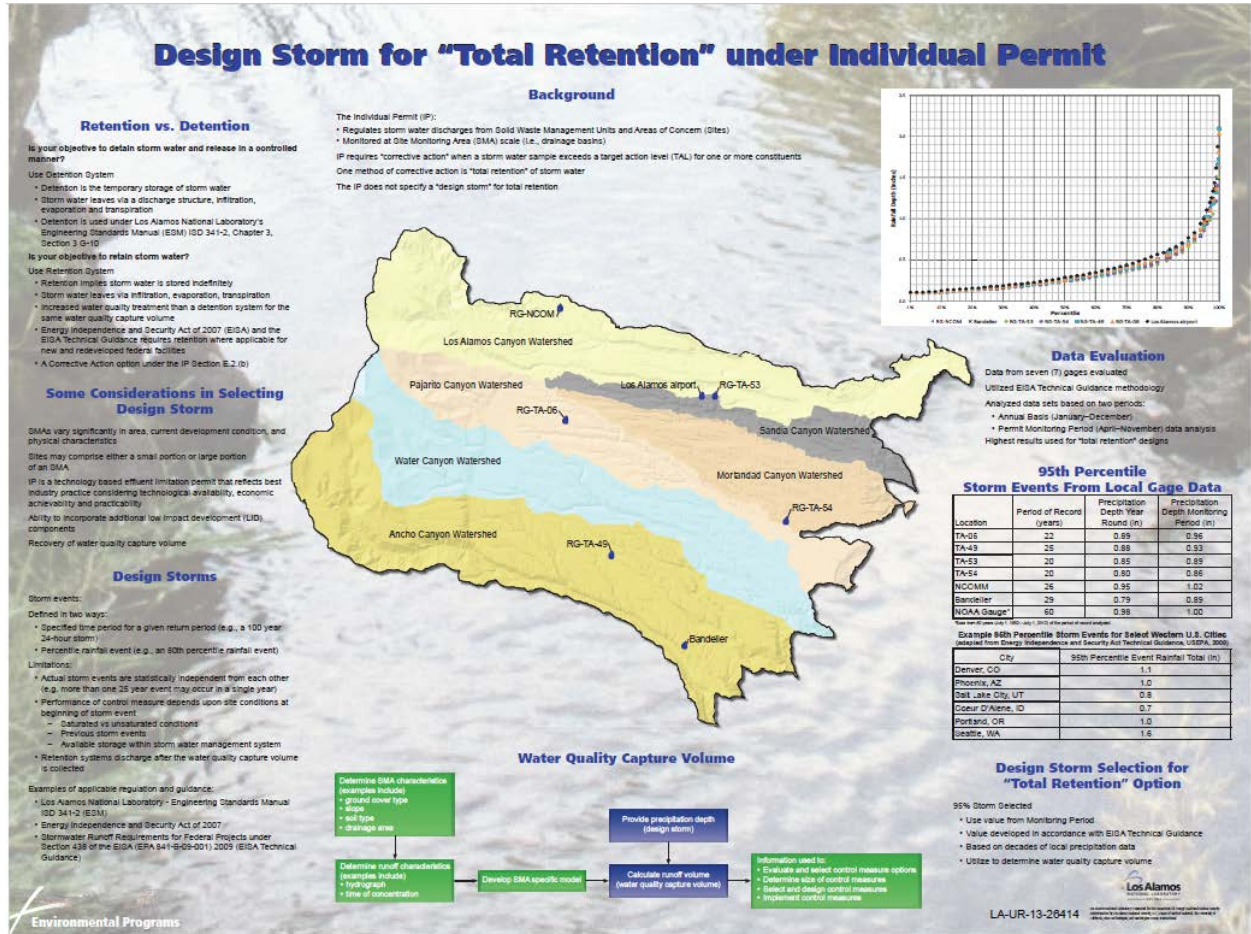 Design Storm for “Total Retention” under Individual Permit
Retention vs. Detention
Is your objective to detain storm water and release in a controlled
manner?
Use Detention System
• Detention is the temporary storage of storm water
• Storm water leaves via a discharge structure, infiltration,
evaporation and transpiration
• Detention is used under Los Alamos National Laboratory's
Engineering Standards Manual (ESM) ISD 341-2, Chapter 3,
Section 3 G-10
Is your objective to retain storm water?
Use Retention System
• Retention implies storm water is stored indefinitely
• Storm water leaves via infiltration, evaporation, transpiration
• Increased water quality treatment than a detention system for the
same water quality capture volume
• Energy Independence and Security Act of 2007 (EISA) and the
EISA Technical Guidance requires retention where applicable for
new and redeveloped federal facilities
• A Corrective Action option under the IP Section E.2.(b)
Some Considerations in Selecting
Design Storm
SMAs vary significantly in area, current development condition, and
physical characteristics
Sites may comprise either a small portion or large portion
of an SMA
IP is a technology based effluent limitation permit that reflects best
industry practice considering technological availability, economic
achievability and practicability
Ability to incorporate additional low impact development (LID)
components
Recovery of water quality capture volume
Design Storms
Storm events:
Defined in two ways:
• Specified time period for a given return period (e.g., a 100 year
24-hour storm)
• Percentile rainfall event (e.g., an 80th percentile rainfall event)
Limitations:
• Actual storm events are statistically independent from each other
(e.g. more than one 25 year event may occur in a single year)
• Performance of control measure depends upon site conditions at
beginning of storm event
– Saturated vs unsaturated conditions
– Previous storm events
– Available storage within storm water management system
• Retention systems discharge after the water quality capture volume
is collected
Examples of applicable regulation and guidance:
• Los Alamos National Laboratory - Engineering Standards Manual
ISD 341-2 (ESM)
• Energy Independence and Security Act of 2007
• Stormwater Runoff Requirements for Federal Projects under
Section 438 of the EISA (EPA 841-B-09-001) 2009 (EISA Technical
Guidance)
Environmental Programs
Background
The Individual Permit (IP):
• Regulates storm water discharges from Solid Waste Management Units and Areas of Concern (Sites)
• Monitored at Site Monitoring Area (SMA) scale (i.e., drainage basins)
IP requires “corrective action” when a storm water sample exceeds a target action level (TAL) for one or more constituents
One method of corrective action is “total retention” of storm water
The IP does not specify a “design storm” for total retention
RG-NCOM
Los Alamos Canyon Watershed
Pajarito Canyon Watershed
Los Alamos airport
RG-TA-53
RG-TA-06
Sandia Canyon Watershed
Water Canyon Watershed
Mortandad Canyon Watershed
RG-TA-54
Ancho Canyon Watershed
RG-TA-49
Bandelier
Water Quality Capture Volume
Determine SMA characteristics
(examples include)
• ground cover type
• slope
• soil type
• drainage area
Determine runoff characteristics
(examples include)
• hydrograph
• time of concentration
Develop SMA specific model
Provide precipitation depth
(design storm)
Calculate runoff volume
(water quality capture volume)
Information used to:
• Evaluate and select control measure options
• Determine size of control measures
• Select and design control measures
• Implement control measures
Rainfall Depth (inches)
Percentile
RG-NCOM Bandelier RG-TA-53 RG-TA-54 RG-TA-49 RG-TA-06 Los Alamos airport
Data Evaluation
Data from seven (7) gages evaluated
Utilized EISA Technical Guidance methodology
Analyzed data sets based on two periods:
• Annual Basis (January–December)
• Permit Monitoring Period (April–November) data analysis
Highest results used for “total retention” designs
95th Percentile
Storm Events From Local Gage Data
Location Period of Record (years) Precipitation Depth Year Round (in) Precipitation Depth Monitoring Period (in)
TA-06 22 0.89 0.96
TA-49 25 0.88 0.93
TA-53 20 0.85 0.89
TA-54 20 0.80 0.86
NCOMM 26 0.95 1.02
Bandelier 29 0.79 0.89
NOAA Gauge* 60 0.98 1.00
Example 95th Percentile Storm Events for Select Western U.S. Cities
(adapted from Energy Independence and Security Act Technical Guidance, USEPA, 2009)
City 95th Percentile Event Rainfall Total (in)
Denver, CO 1.1
Phoenix, AZ 1.0
Salt Lake City, UT 0.8
Coeur D'Alene, ID 0.7
Portland, OR 1.0
Seattle, WA 1.6
Design Storm Selection for
“Total Retention” Option
95% Storm Selected
• Use value from Monitoring Period
• Value developed in accordance with EISA Technical Guidance
• Based on decades of local precipitation data
• Utilize to determine water quality capture volume
Los Alamos
NATIONAL LABORATORY
LA-UR-13-26414